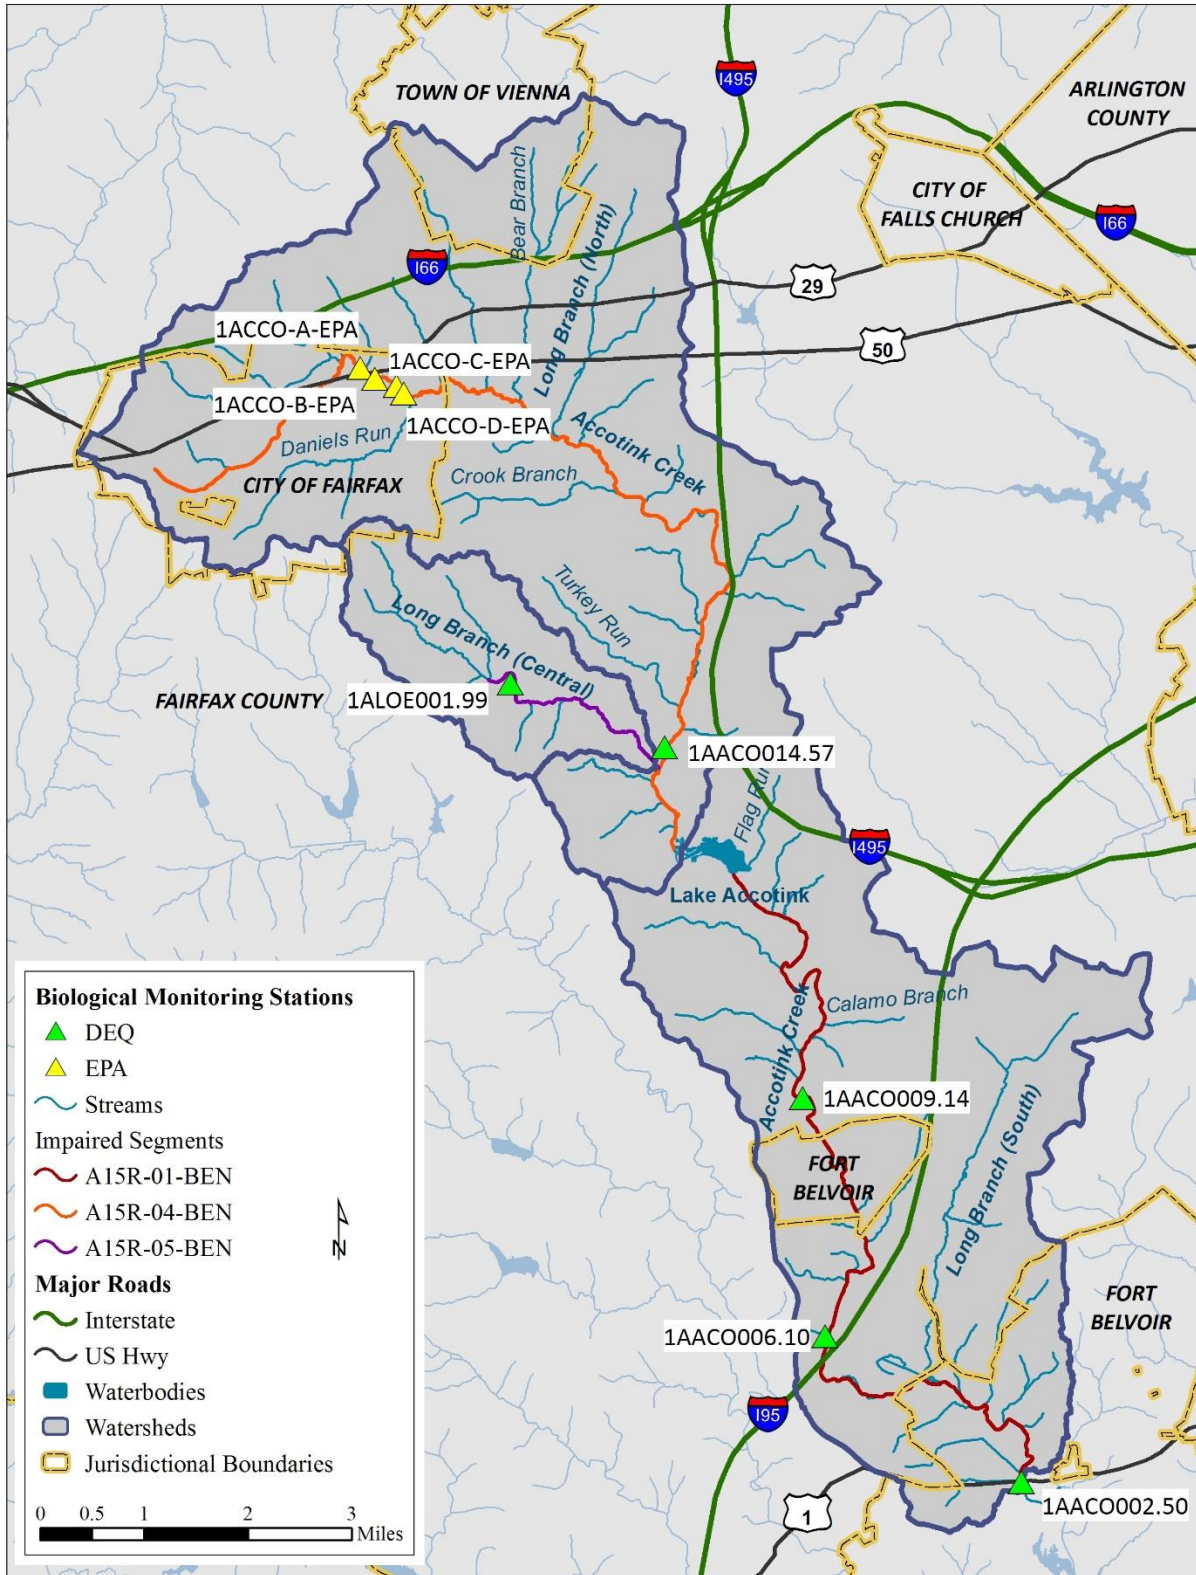 I495
TOWN OF VIENNA
ARLINGTON
COUNTY
Bear Branch
CITY OF
FALLS CHURCH
I66
Long Branch (North)
I66
29
1ACCO-A-EPA
50
1ACCO-C-EPA
1ACCO-B-EPA
1ACCO-D-EPA
Daniels Run
Accotink Creek
CITY OF FAIRFAX
Crook Branch
Turkey Run
Long Branch (Central)
FAIRFAX COUNTY
1ALOE001.99
1AACO014.57
Flag Run
I495
Lake Accotink
Calamo Branch
Accotink Creek
1AACO009.14
Long Branch (South)
FORT
BELVOIR
FORT
BELVOIR
1AACO006.10
I95
1AACO002.50
1
Biological Monitoring Stations
DEQ
EPA
Streams
Impaired Segments
A15R-01-BEN
A15R-04-BEN
A15R-05-BEN
N
Major Roads
Interstate
US Hwy
Waterbodies
Watersheds
Jurisdictional Boundaries
0 0.5 1 2 3
Miles